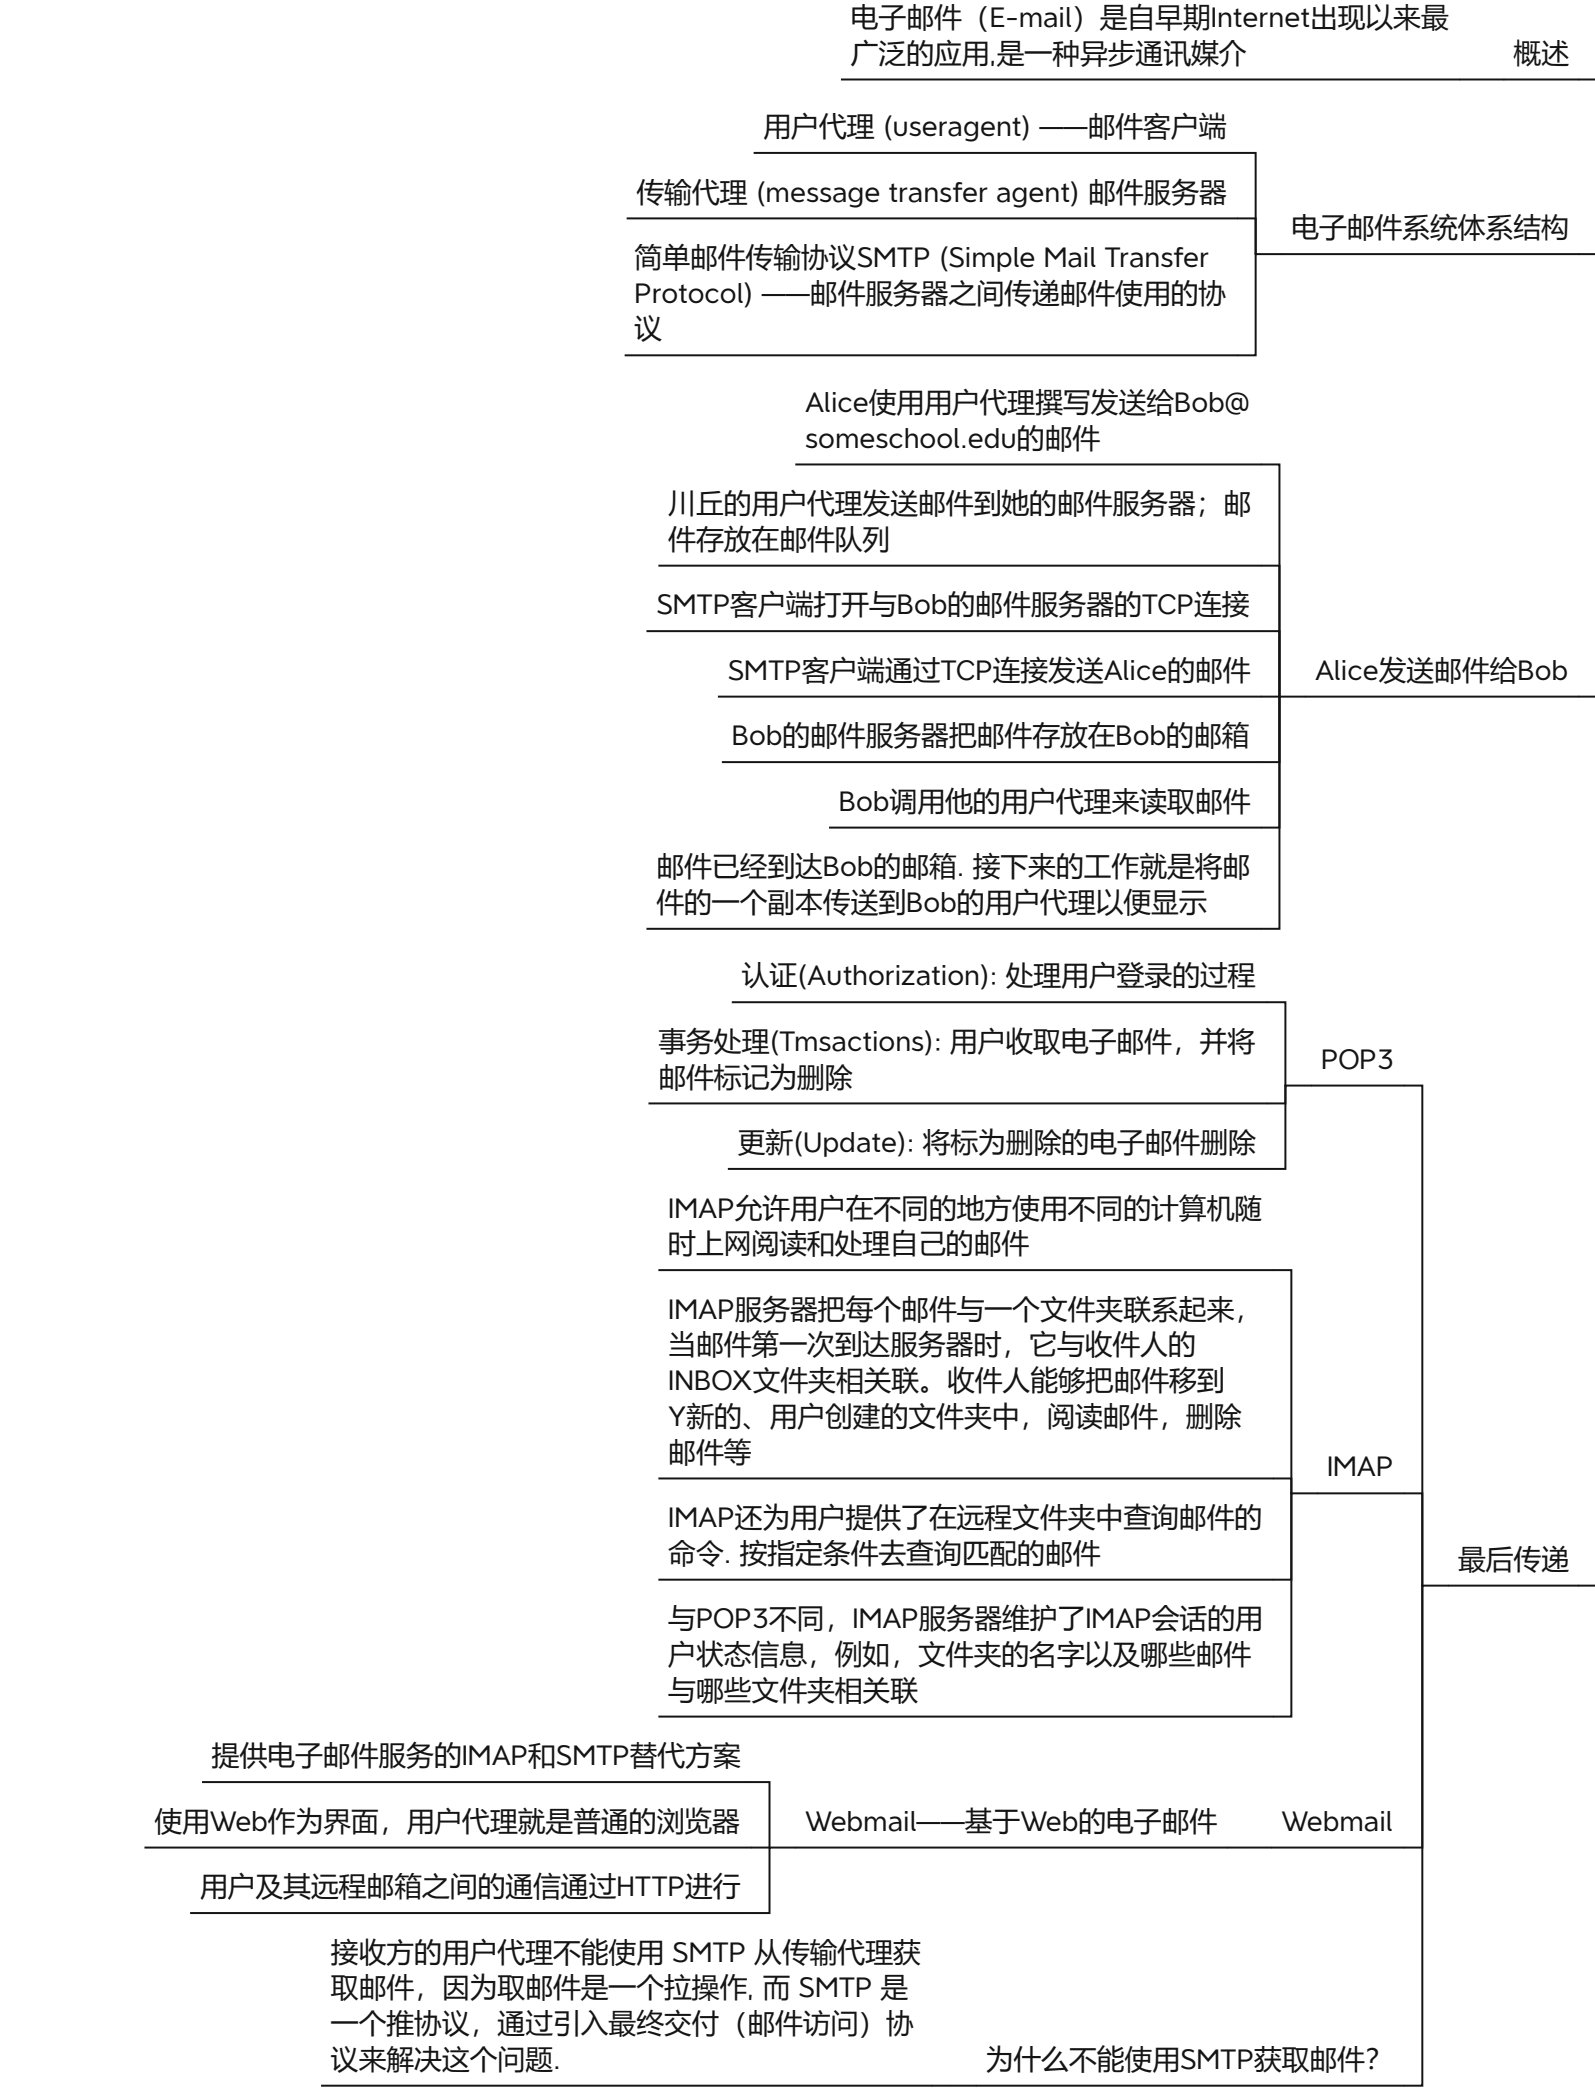 电子邮件（E-mail）是自早期Internet出现以来最
广泛的应用,是一种异步通讯媒介
概述
用户代理 (useragent) ——邮件客户端
传输代理 (message transfer agent) 邮件服务器
简单邮件传输协议SMTP (Simple Mail Transfer
Protocol) ——邮件服务器之间传递邮件使用的协
议
电子邮件系统体系结构
Alice使用用户代理撰写发送给Bob@
someschool.edu的邮件
川丘的用户代理发送邮件到她的邮件服务器；邮
件存放在邮件队列
SMTP客户端打开与Bob的邮件服务器的TCP连接
SMTP客户端通过TCP连接发送Alice的邮件
Bob的邮件服务器把邮件存放在Bob的邮箱
Bob调用他的用户代理来读取邮件
邮件已经到达Bob的邮箱. 接下来的工作就是将邮
件的一个副本传送到Bob的用户代理以便显示
Alice发送邮件给Bob
认证(Authorization): 处理用户登录的过程
事务处理(Tmsactions): 用户收取电子邮件，并将
邮件标记为删除
更新(Update): 将标为删除的电子邮件删除
POP3
IMAP允许用户在不同的地方使用不同的计算机随
时上网阅读和处理自己的邮件
IMAP服务器把每个邮件与一个文件夹联系起来，
当邮件第一次到达服务器时，它与收件人的
INBOX文件夹相关联。收件人能够把邮件移到
Y新的、用户创建的文件夹中，阅读邮件，删除
邮件等
IMAP还为用户提供了在远程文件夹中查询邮件的
命令. 按指定条件去查询匹配的邮件
与POP3不同，IMAP服务器维护了IMAP会话的用
户状态信息，例如，文件夹的名字以及哪些邮件
与哪些文件夹相关联
IMAP
最后传递
提供电子邮件服务的IMAP和SMTP替代方案
使用Web作为界面，用户代理就是普通的浏览器
用户及其远程邮箱之间的通信通过HTTP进行
Webmail——基于Web的电子邮件
Webmail
接收方的用户代理不能使用 SMTP 从传输代理获
取邮件，因为取邮件是一个拉操作, 而 SMTP 是
一个推协议，通过引入最终交付（邮件访问）协
议来解决这个问题.
为什么不能使用SMTP获取邮件？